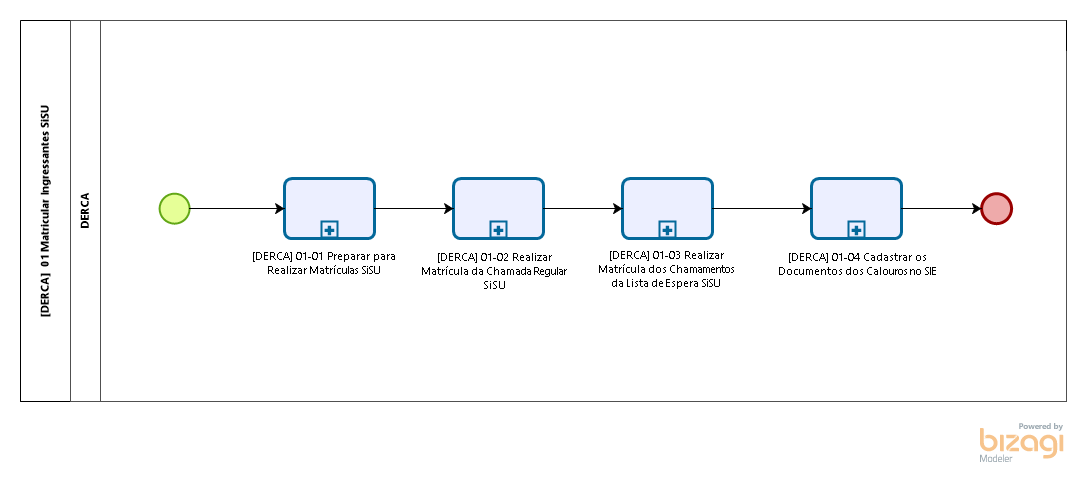 [DERCA] 01 Matricular Ingressantes SiSU
DERCA
[DERCA] 01-01 Preparar para
Realizar Matrículas SiSU
[DERCA] 01-02 Realizar
Matrícula da Chamada Regular
SiSU
[DERCA] 01-03 Realizar
Matrícula dos Chamamentos
da Lista de Espera SiSU
[DERCA] 01-04 Cadastrar os
Documentos dos Calouros no SIE
Powered by
bizagi
Modeler